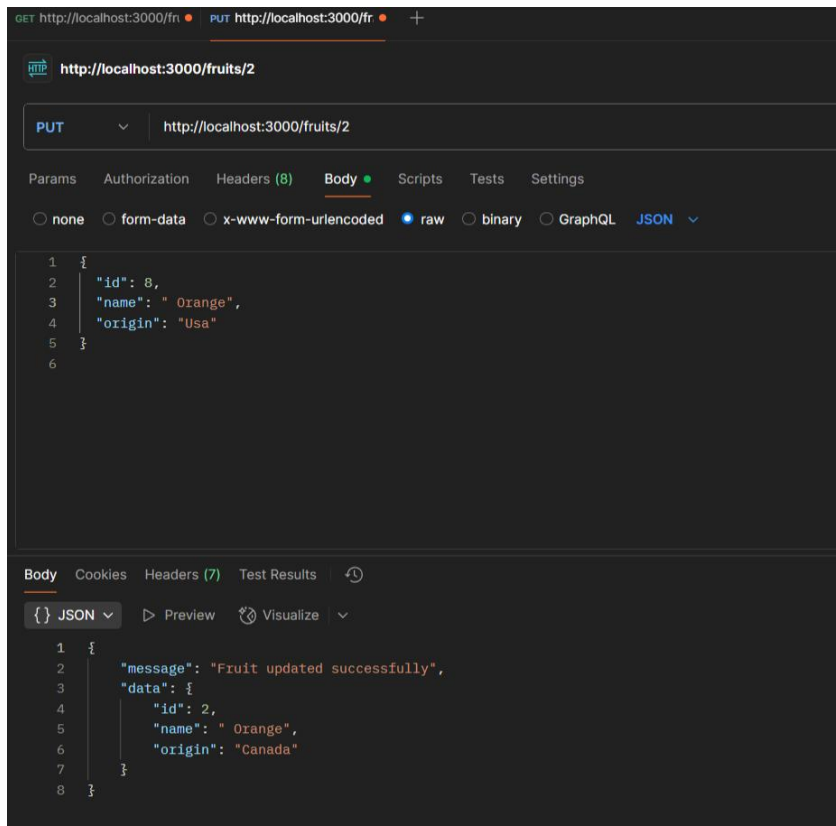 GET http://localhost:3000/fru PUT http://localhost:3000/fr
HTTP http://localhost:3000/fruits/2
PUT http://localhost:3000/fruits/2
Params Authorization Headers (8) Body Scripts Tests Settings
none form-data x-www-form-urlencoded raw binary GraphQL JSON
1 {
2 "id": 8,
3 "name": " Orange",
4 "origin": "Usa"
5 }
6
Body Cookies Headers (7) Test Results
{} JSON Preview Visualize
1 {
2 "message": "Fruit updated successfully",
3 "data": {
4 "id": 2,
5 "name": " Orange",
6 "origin": "Canada"
7 }
8 }